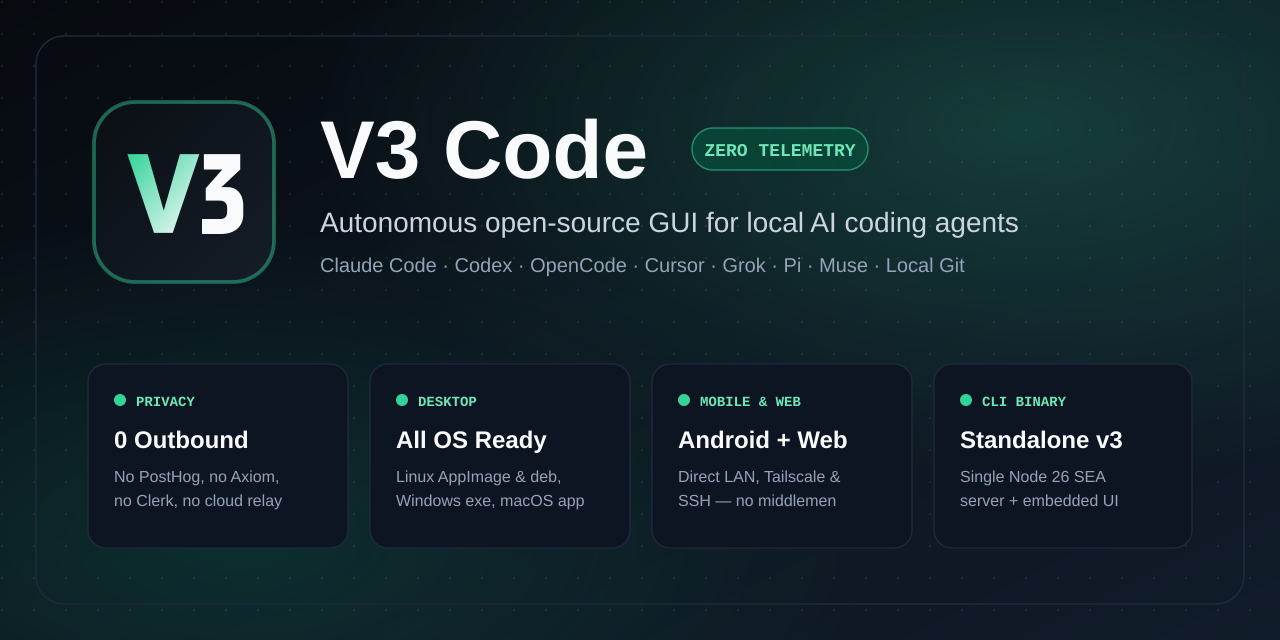 V3
V3 Code
ZERO TELEMETRY
Autonomous open-source GUI for local AI coding agents
Claude Code · Codex · OpenCode · Cursor · Grok · Pi · Muse · Local Git
PRIVACY
0 Outbound
No PostHog, no Axiom,
no Clerk, no cloud relay
DESKTOP
All OS Ready
Linux AppImage & deb,
Windows exe, macOS app
MOBILE & WEB
Android + Web
Direct LAN, Tailscale &
SSH — no middlemen
CLI BINARY
Standalone v3
Single Node 26 SEA
server + embedded UI